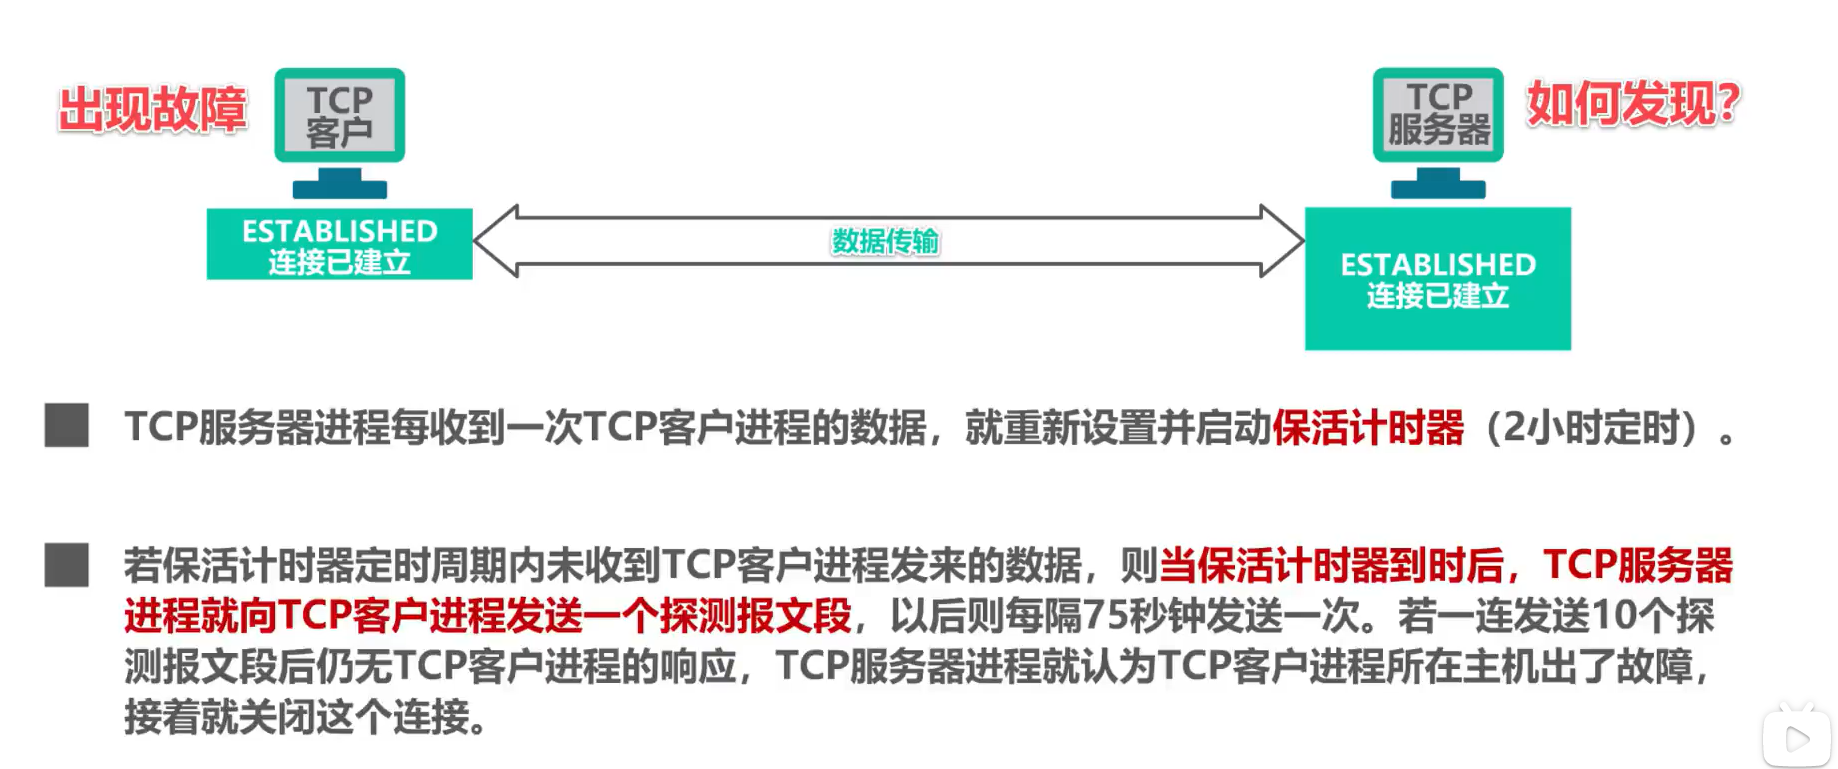 出现故障
TCP
客户
TCP
服务器
如何发现？
ESTABLISHED
连接已建立
数据传输
ESTABLISHED
连接已建立
TCP服务器进程每收到一次TCP客户进程的数据，就重新设置并启动保活计时器（2小时定时）。
若保活计时器定时周期内未收到TCP客户进程发来的数据，则当保活计时器到时后，TCP服务器
进程就向TCP客户进程发送一个探测报文段，以后则每隔75秒钟发送一次。若一连发送10个探
测报文段后仍无TCP客户进程的响应，TCP服务器进程就认为TCP客户进程所在主机出了故障，
接着就关闭这个连接。